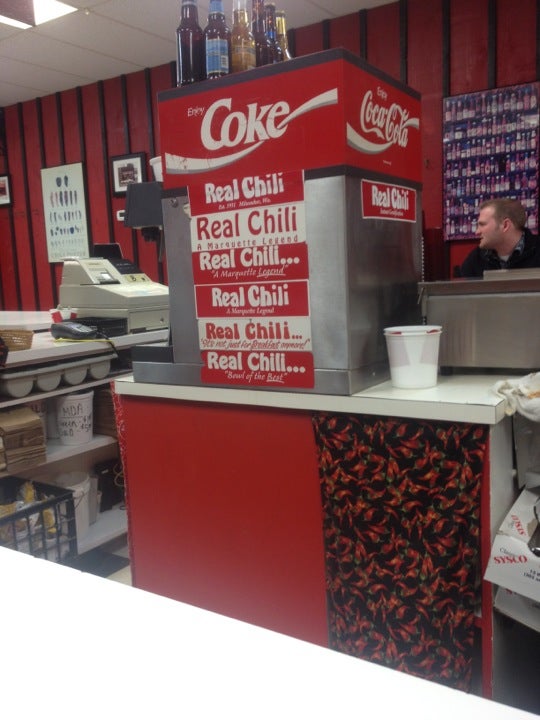 Enjoy
Coke
Enjoy
Coca-Cola
Real Chili
Est. 1931 Milwaukee, Wis.
Real Chili
A Marquette Legend
Real Chili...
"A Marquette Legend"
Real Chili
A Marquette Legend
Real Chili...
"It's not just for Breakfast anymore!"
Real Chili...
"Bowl of the Best"
Real Chili
MDA
SYSCO